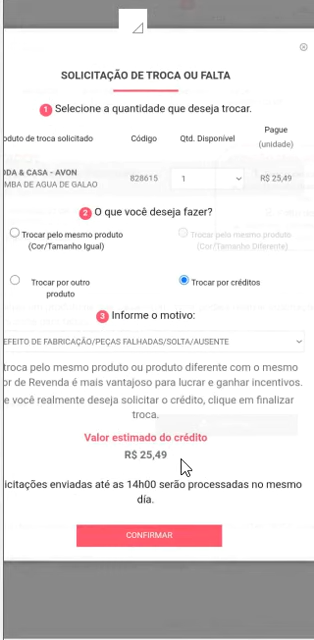 SOLICITAÇÃO DE TROCA OU FALTA
1 Selecione a quantidade que deseja trocar.
oduto de troca solicitado Código Qtd. Disponível Pague (unidade)
ODA & CASA - AVON
MBA DE AGUA DE GALAO 828615 1 R$ 25,49
2 O que você deseja fazer?
Trocar pelo mesmo produto Trocar pelo mesmo produto
(Cor/Tamanho Igual) (Cor/Tamanho Diferente)
Trocar por outro Trocar por créditos
produto
3 Informe o motivo:
EFEITO DE FABRICAÇÃO/PEÇAS FALHADAS/SOLTA/AUSENTE
troca pelo mesmo produto ou produto diferente com o mesmo
or de Revenda é mais vantajoso para lucrar e ganhar incentivos.
e você realmente deseja solicitar o crédito, clique em finalizar
troca.
Valor estimado do crédito
R$ 25,49
icitações enviadas até as 14h00 serão processadas no mesmo
dia.
CONFIRMAR